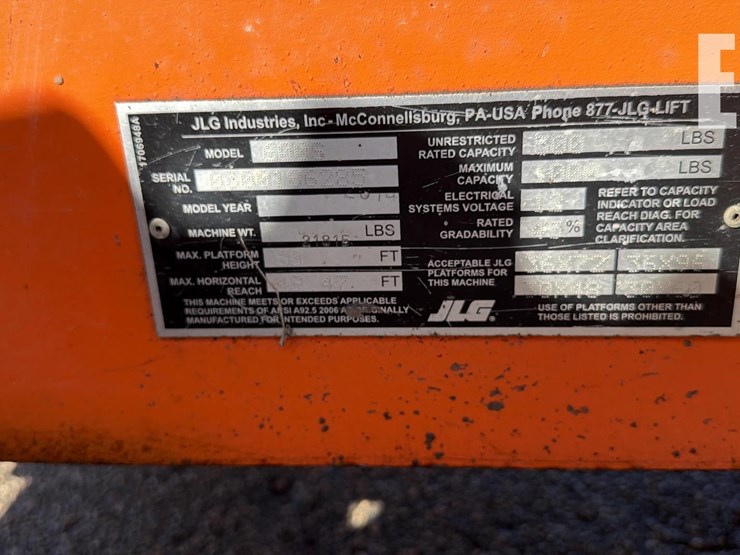 JLG Industries, Inc - McConnellsburg, PA-USA Phone 877-JLG-LIFT
1706948A
MODEL
SERIAL NO.
MODEL YEAR
MACHINE WT. 21815 LBS
MAX. PLATFORM HEIGHT FT
MAX. HORIZONTAL REACH FT
THIS MACHINE MEETS OR EXCEEDS APPLICABLE
REQUIREMENTS OF ANSI A92.5 2006 AS ORIGINALLY
MANUFACTURED FOR INTENDED PURPOSES.
UNRESTRICTED RATED CAPACITY LBS
MAXIMUM CAPACITY LBS
ELECTRICAL SYSTEMS VOLTAGE
RATED GRADABILITY %
REFER TO CAPACITY
INDICATOR OR LOAD
REACH DIAG. FOR
CAPACITY AREA
CLARIFICATION.
ACCEPTABLE JLG
PLATFORMS FOR
THIS MACHINE
36X72 36X96
JLG
USE OF PLATFORMS OTHER THAN
THOSE LISTED IS PROHIBITED.
E